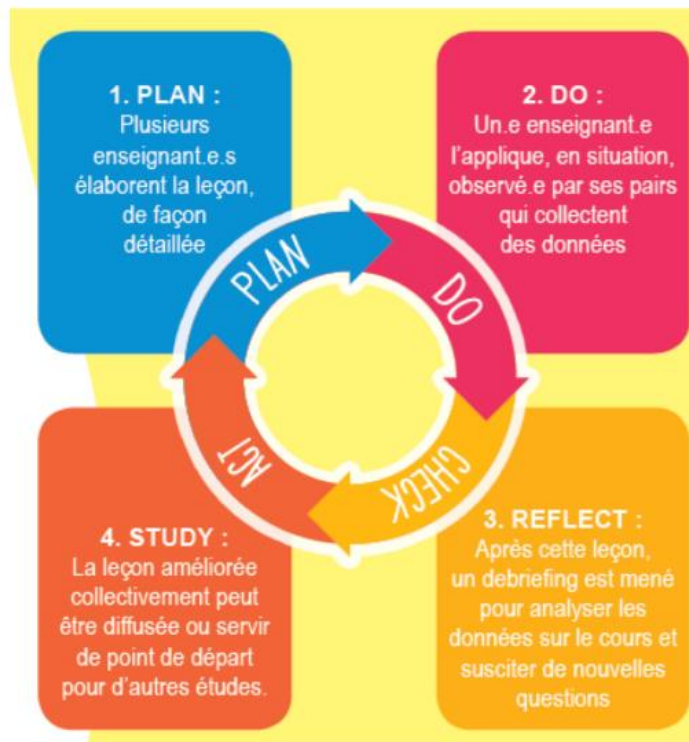 1. PLAN :
Plusieurs
enseignant.e.s
élaborent la leçon,
de façon
détaillée
2. DO :
Un.e enseignant.e
l'applique, en situation,
observé.e par ses pairs
qui collectent
des données
PLAN
DO
CHECK
ACT
4. STUDY :
La leçon améliorée
collectivement peut
être diffusée ou servir
de point de départ
pour d'autres études.
3. REFLECT :
Après cette leçon,
un debriefing est mené
pour analyser les
données sur le cours et
susciter de nouvelles
questions